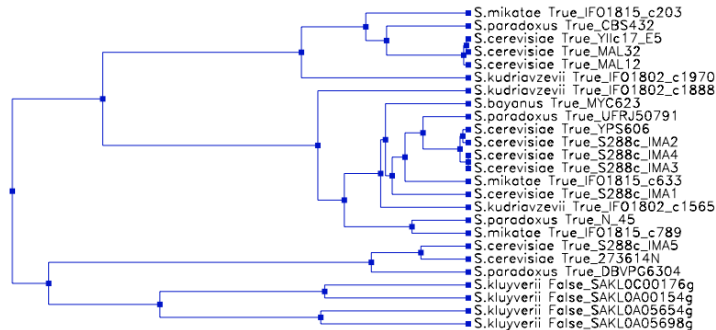 S.mikatae True_IFO1815_c203
S.paradoxus True_CBS432
S.cerevisiae True_YIIc17_E5
S.cerevisiae True_MAL32
S.cerevisiae True_MAL12
S.kudriavzevii True_IFO1802_c1970
S.kudriavzevii True_IFO1802_c1888
S.bayanus True_MYC623
S.paradoxus True_UFRJ50791
S.cerevisiae True_YPS606
S.cerevisiae True_S288c_IMA2
S.cerevisiae True_S288c_IMA4
S.cerevisiae True_S288c_IMA3
S.mikatae True_IFO1815_c633
S.cerevisiae True_S288c_IMA1
S.kudriavzevii True_IFO1802_c1565
S.paradoxus True_N_45
S.mikatae True_IFO1815_c789
S.cerevisiae True_S288c_IMA5
S.cerevisiae True_273614N
S.paradoxus True_DBVPG6304
S.kluyverii False_SAKL0C00176g
S.kluyverii False_SAKL0A00154g
S.kluyverii False_SAKL0A05654g
S.kluyverii False_SAKL0A05698g